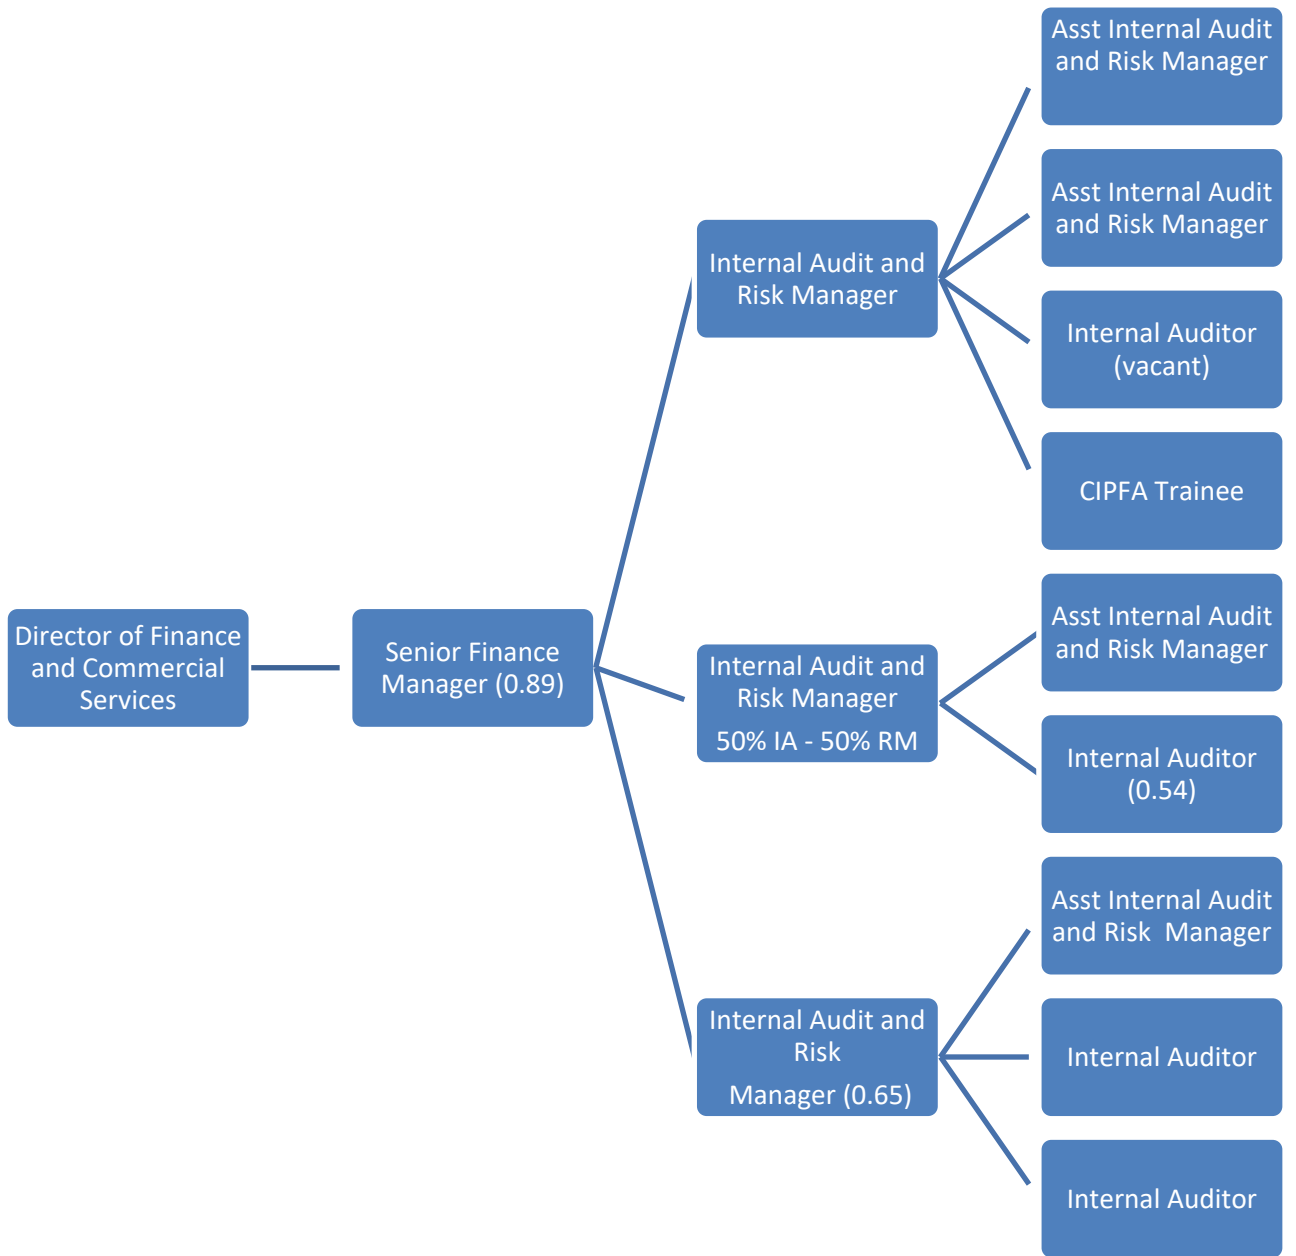 Director of Finance
and Commercial
Services
Senior Finance
Manager (0.89)
Internal Audit and
Risk Manager
Asst Internal Audit
and Risk Manager
Asst Internal Audit
and Risk Manager
Internal Auditor
(vacant)
CIPFA Trainee
Internal Audit and
Risk Manager
50% IA - 50% RM
Asst Internal Audit
and Risk Manager
Internal Auditor
(0.54)
Internal Audit and
Risk
Manager (0.65)
Asst Internal Audit
and Risk  Manager
Internal Auditor
Internal Auditor